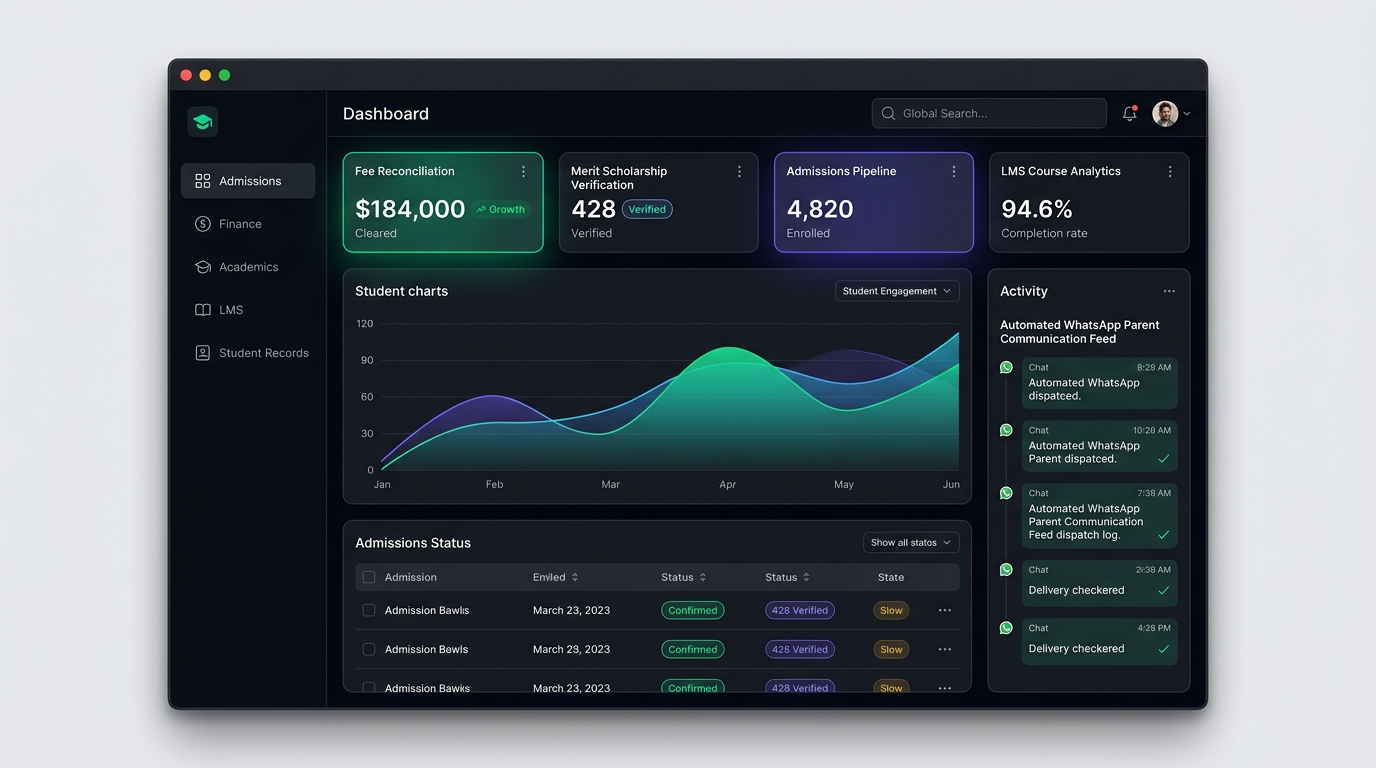 Dashboard
Global Search...
Admissions
Finance
Academics
LMS
Student Records
Fee Reconciliation
$184,000
Growth
Cleared
Merit Scholarship
Verification
428
Verified
Verified
Admissions Pipeline
4,820
Enrolled
LMS Course Analytics
94.6%
Completion rate
Student charts
Student Engagement
120
90
60
30
0
Jan Feb Mar Apr May Jun
Admissions Status
Show all statos
Admission Status Status State
Admission Bawls March 23, 2023 Confirmed 428 Verified Slow
Admission Bewls March 23, 2023 Confirmed 428 Verified Slow
Admission Bawks March 23, 2023 Confirmed 428 Verified Slow
Activity
Automated WhatsApp Parent
Communication Feed
Chat 8:28 AM
Automated WhatsApp
dispatced.
Chat 10:28 AM
Automated WhatsApp
Parent dispatced.
Chat 7:38 AM
Automated WhatsApp
Parent Communication
Feed dispatch log.
Chat
Delivery checkered
Chat 4:28 PM
Delivery checkered